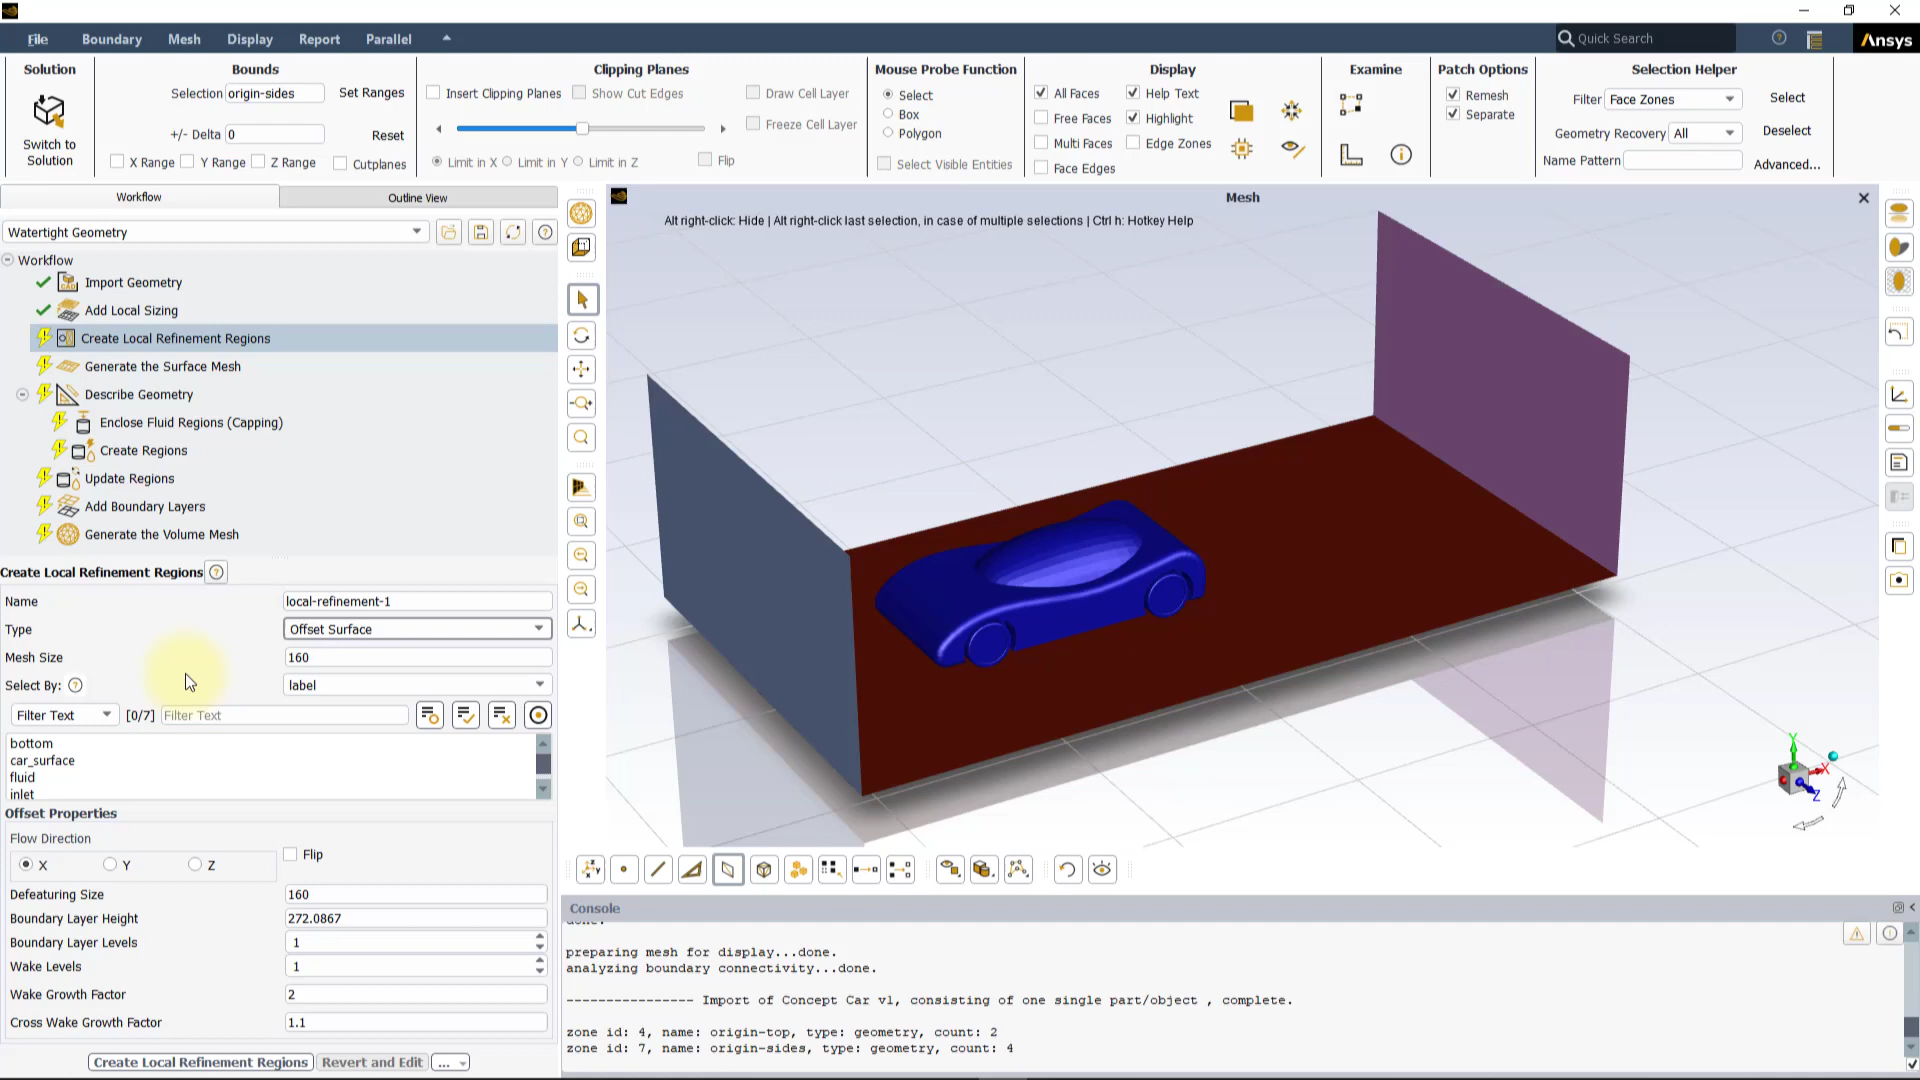 File Boundary Mesh Display Report Parallel Quick Search Ansys
Solution Bounds Clipping Planes Mouse Probe Function Display Examine Patch Options Selection Helper
Selection origin-sides Set Ranges Insert Clipping Planes Show Cut Edges Draw Cell Layer Select All Faces Help Text Remesh Filter Face Zones Select
+/- Delta 0 Reset Freeze Cell Layer Box Free Faces Highlight Separate Geometry Recovery All Deselect
Switch to Solution
Polygon Multi Faces Edge Zones
X Range Y Range Z Range Cutplanes Limit in X Limit in Y Limit in Z Flip Select Visible Entities Face Edges Name Pattern Advanced...
Workflow Outline View
Mesh
Watertight Geometry
Alt right-click: Hide | Alt right-click last selection, in case of multiple selections | Ctrl h: Hotkey Help
Workflow
Import Geometry
Add Local Sizing
Create Local Refinement Regions
Generate the Surface Mesh
Describe Geometry
Enclose Fluid Regions (Capping)
Create Regions
Update Regions
Add Boundary Layers
Generate the Volume Mesh
Create Local Refinement Regions
Name local-refinement-1
Type Offset Surface
Mesh Size 160
Select By: label
Filter Text [0/7] Filter Text
bottom
car_surface
fluid
inlet
Offset Properties
Flow Direction
X Y Z Flip
Defeaturing Size 160
Boundary Layer Height 272.0867
Boundary Layer Levels 1
Wake Levels 1
Wake Growth Factor 2
Cross Wake Growth Factor 1.1
Create Local Refinement Regions Revert and Edit ...
Y
X
Z
Console
done.
preparing mesh for display...done.
analyzing boundary connectivity...done.
---------------- Import of Concept Car v1, consisting of one single part/object , complete.
zone id: 4, name: origin-top, type: geometry, count: 2
zone id: 7, name: origin-sides, type: geometry, count: 4